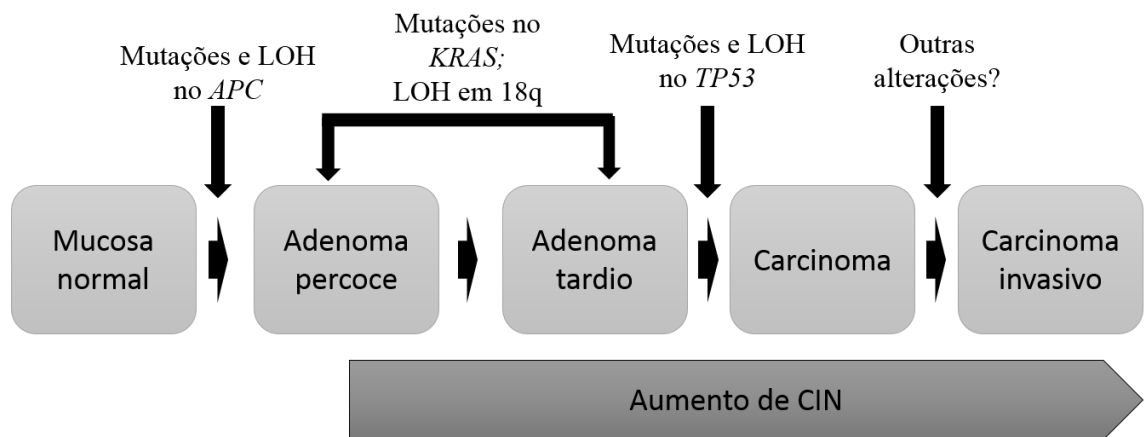 Mutações e LOH
no APC
Mutações no
KRAS;
LOH em 18q
Mutações e LOH
no TP53
Outras
alterações?
Mucosa
normal
Adenoma
percoce
Adenoma
tardio
Carcinoma
Carcinoma
invasivo
Aumento de CIN